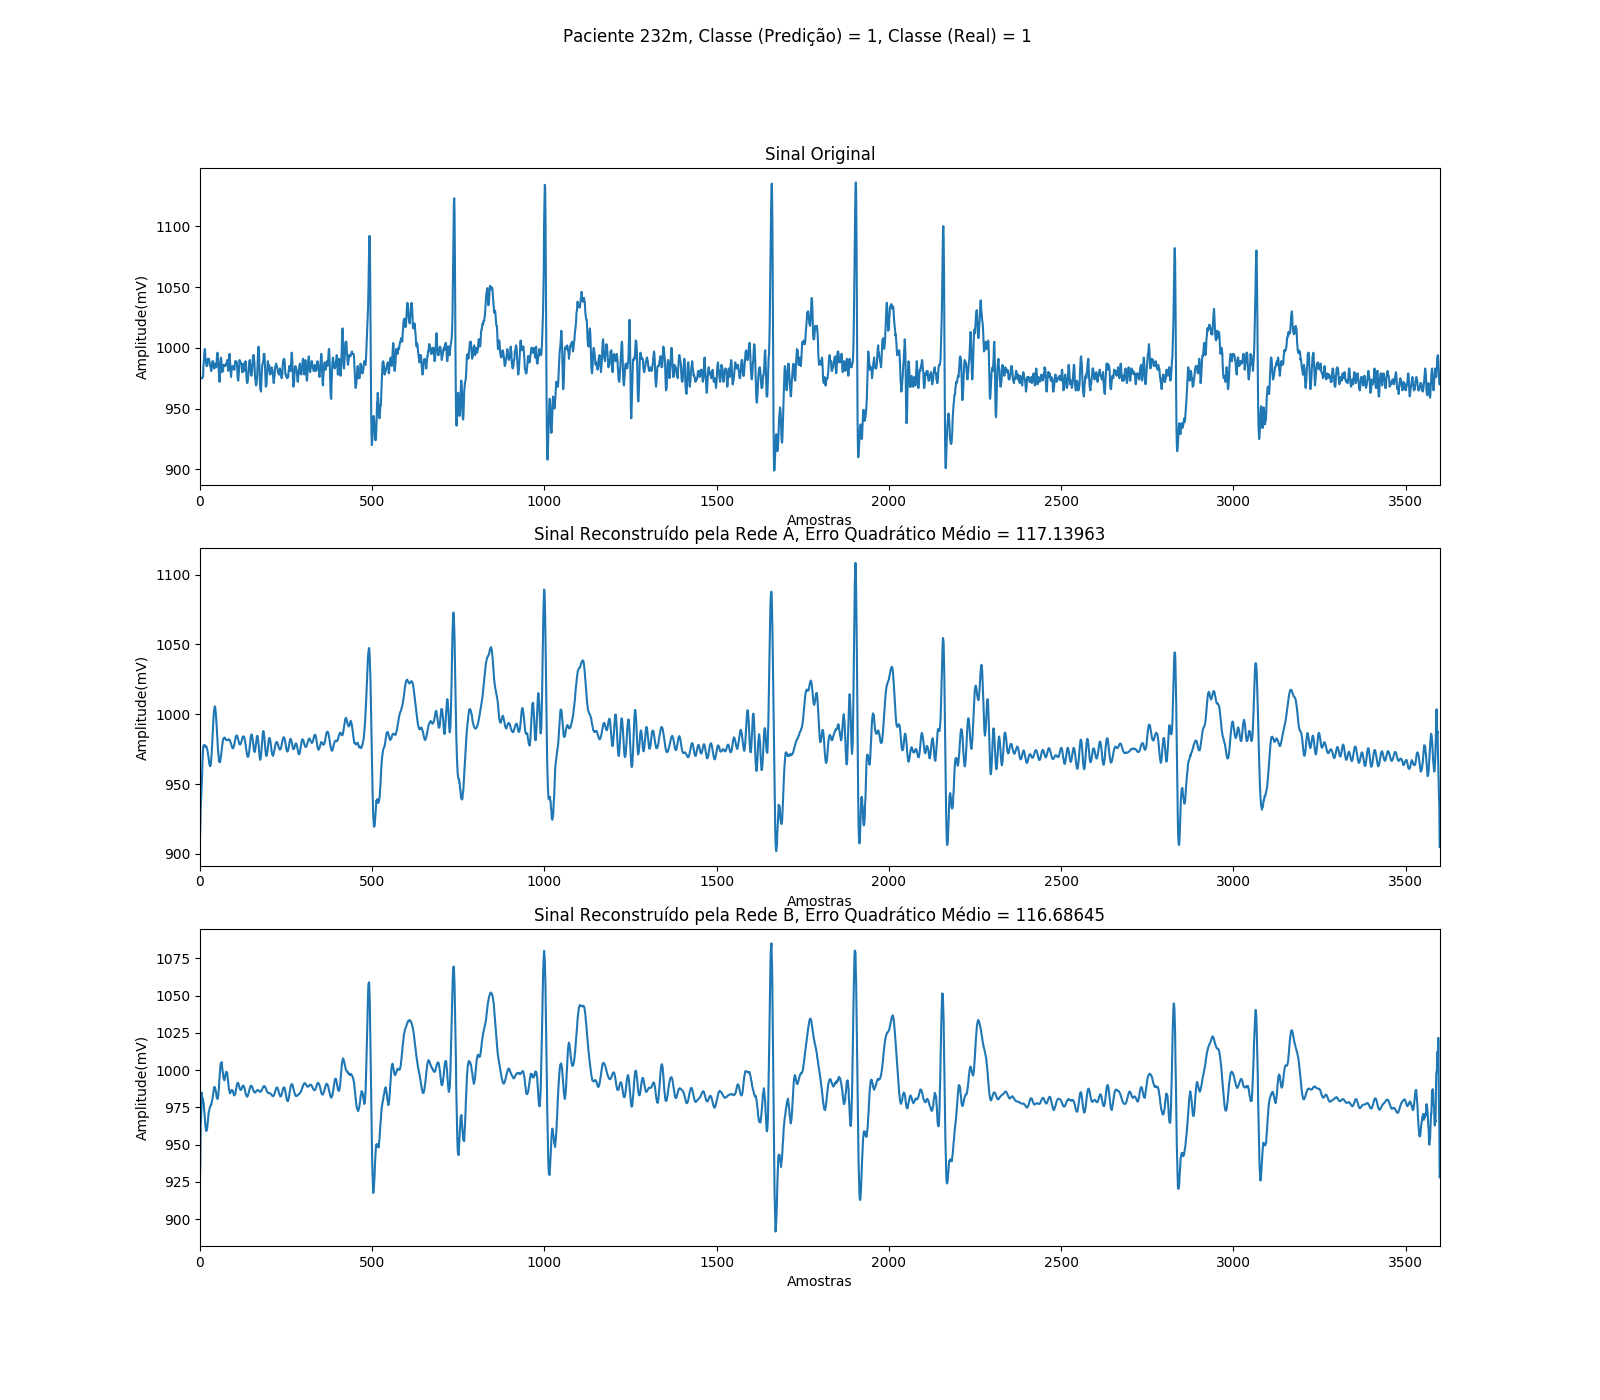 Paciente 232m, Classe (Predição) = 1, Classe (Real) = 1
Sinal Original
Amplitude(mV)
1100
1050
1000
950
900
0 500 1000 1500 2000 2500 3000 3500
Amostras
Sinal Reconstruído pela Rede A, Erro Quadrático Médio = 117.13963
Amplitude(mV)
1100
1050
1000
950
900
0 500 1000 1500 2000 2500 3000 3500
Amostras
Sinal Reconstruído pela Rede B, Erro Quadrático Médio = 116.68645
Amplitude(mV)
1075
1050
1025
1000
975
950
925
900
0 500 1000 1500 2000 2500 3000 3500
Amostras